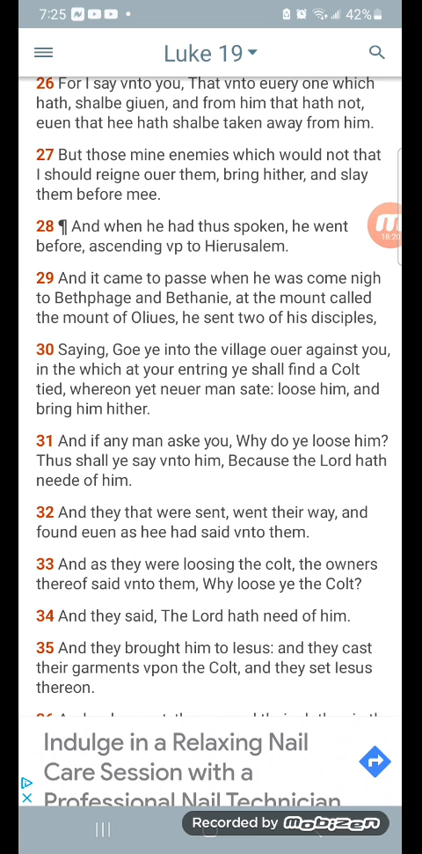 7:25 42%
Luke 19
26 For I say vnto you, That vnto euery one which
hath, shalbe giuen, and from him that hath not,
euen that hee hath shalbe taken away from him.
27 But those mine enemies which would not that
I should reigne ouer them, bring hither, and slay
them before mee.
28 ¶ And when he had thus spoken, he went
before, ascending vp to Hierusalem.
29 And it came to passe when he was come nigh
to Bethphage and Bethanie, at the mount called
the mount of Oliues, he sent two of his disciples,
30 Saying, Goe ye into the village ouer against you,
in the which at your entring ye shall find a Colt
tied, whereon yet neuer man sate: loose him, and
bring him hither.
31 And if any man aske you, Why do ye loose him?
Thus shall ye say vnto him, Because the Lord hath
neede of him.
32 And they that were sent, went their way, and
found euen as hee had said vnto them.
33 And as they were loosing the colt, the owners
thereof said vnto them, Why loose ye the Colt?
34 And they said, The Lord hath need of him.
35 And they brought him to Iesus: and they cast
their garments vpon the Colt, and they set Iesus
thereon.
Indulge in a Relaxing Nail
Care Session with a
Professional Nail Technician
m
18:20
Recorded by mobizen